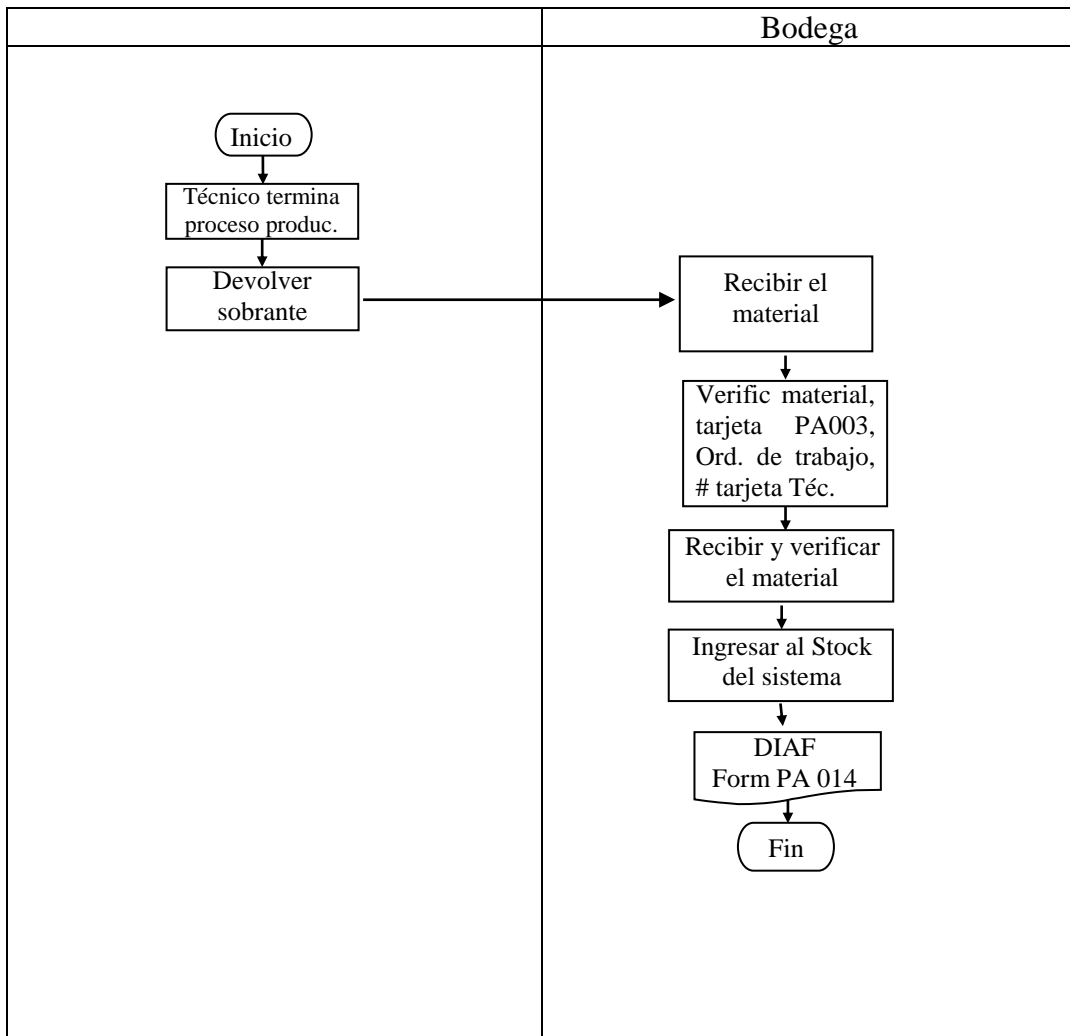 Bodega
Inicio
Técnico termina
proceso produc.
Devolver
sobrante
Recibir el
material
Verific material,
tarjeta PA003,
Ord. de trabajo,
# tarjeta Téc.
Recibir y verificar
el material
Ingresar al Stock
del sistema
DIAF
Form PA 014
Fin